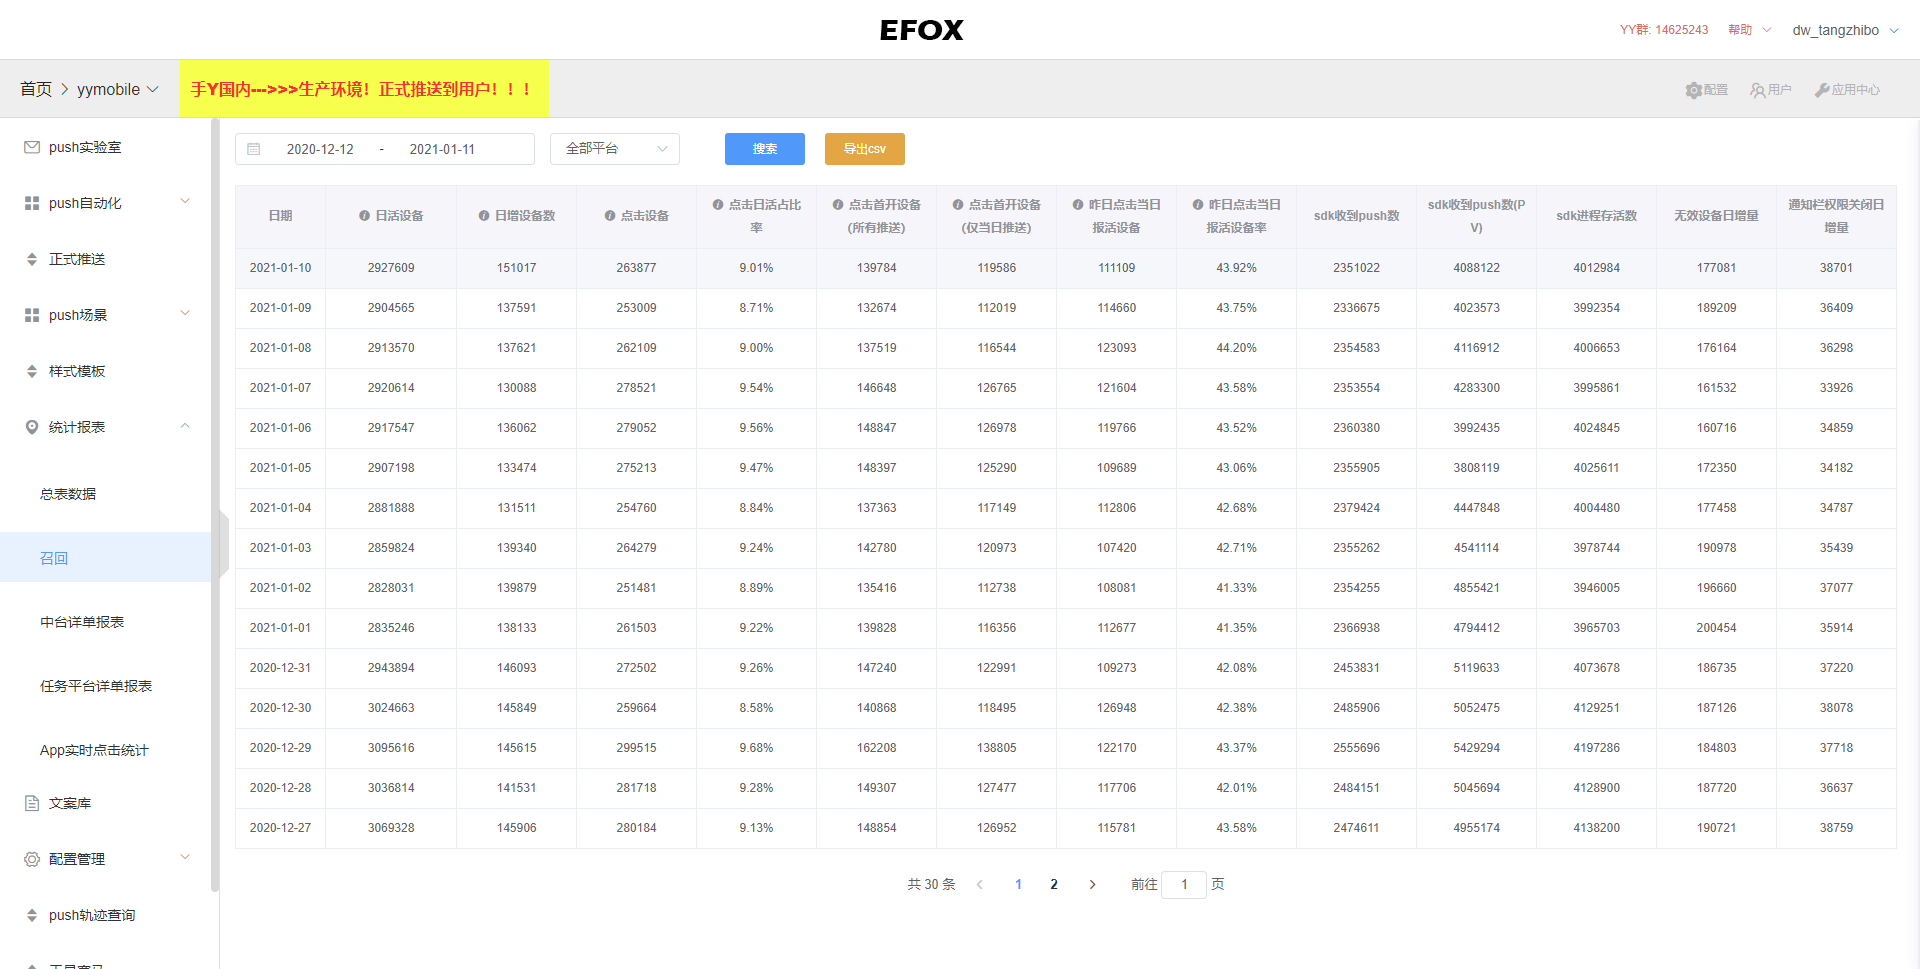 EFOX
YY群: 14625243 帮助 dw_tangzhibo
首页 yymobile 手Y国内--->>>生产环境！正式推送到用户！！！ 配置 用户 应用中心
push实验室
push自动化
正式推送
push场景
样式模板
统计报表
总表数据
召回
中台详单报表
任务平台详单报表
App实时点击统计
文案库
配置管理
push轨迹查询
2020-12-12 - 2021-01-11 全部平台 搜索 导出csv
日期 日活设备 日增设备数 点击设备 点击日活占比率 点击首开设备(所有推送) 点击首开设备(仅当日推送) 昨日点击当日报活设备 昨日点击当日报活设备率 sdk收到push数 sdk收到push数(PV) sdk进程存活数 无效设备日增量 通知栏权限关闭日增量
2021-01-10 2927609 151017 263877 9.01% 139784 119586 111109 43.92% 2351022 4088122 4012984 177081 38701
2021-01-09 2904565 137591 253009 8.71% 132674 112019 114660 43.75% 2336675 4023573 3992354 189209 36409
2021-01-08 2913570 137621 262109 9.00% 137519 116544 123093 44.20% 2354583 4116912 4006653 176164 36298
2021-01-07 2920614 130088 278521 9.54% 146648 126765 121604 43.58% 2353554 4283300 3995861 161532 33926
2021-01-06 2917547 136062 279052 9.56% 148847 126978 119766 43.52% 2360380 3992435 4024845 160716 34859
2021-01-05 2907198 133474 275213 9.47% 148397 125290 109689 43.06% 2355905 3808119 4025611 172350 34182
2021-01-04 2881888 131511 254760 8.84% 137363 117149 112806 42.68% 2379424 4447848 4004480 177458 34787
2021-01-03 2859824 139340 264279 9.24% 142780 120973 107420 42.71% 2355262 4541114 3978744 190978 35439
2021-01-02 2828031 139879 251481 8.89% 135416 112738 108081 41.33% 2354255 4855421 3946005 196660 37077
2021-01-01 2835246 138133 261503 9.22% 139828 116356 112677 41.35% 2366938 4794412 3965703 200454 35914
2020-12-31 2943894 146093 272502 9.26% 147240 122991 109273 42.08% 2453831 5119633 4073678 186735 37220
2020-12-30 3024663 145849 259664 8.58% 140868 118495 126948 42.38% 2485906 5052475 4129251 187126 38078
2020-12-29 3095616 145615 299515 9.68% 162208 138805 122170 43.37% 2555696 5429294 4197286 184803 37718
2020-12-28 3036814 141531 281718 9.28% 149307 127477 117706 42.01% 2484151 5045694 4128900 187720 36637
2020-12-27 3069328 145906 280184 9.13% 148854 126952 115781 43.58% 2474611 4955174 4138200 190721 38759
共 30 条 1 2 前往 1 页